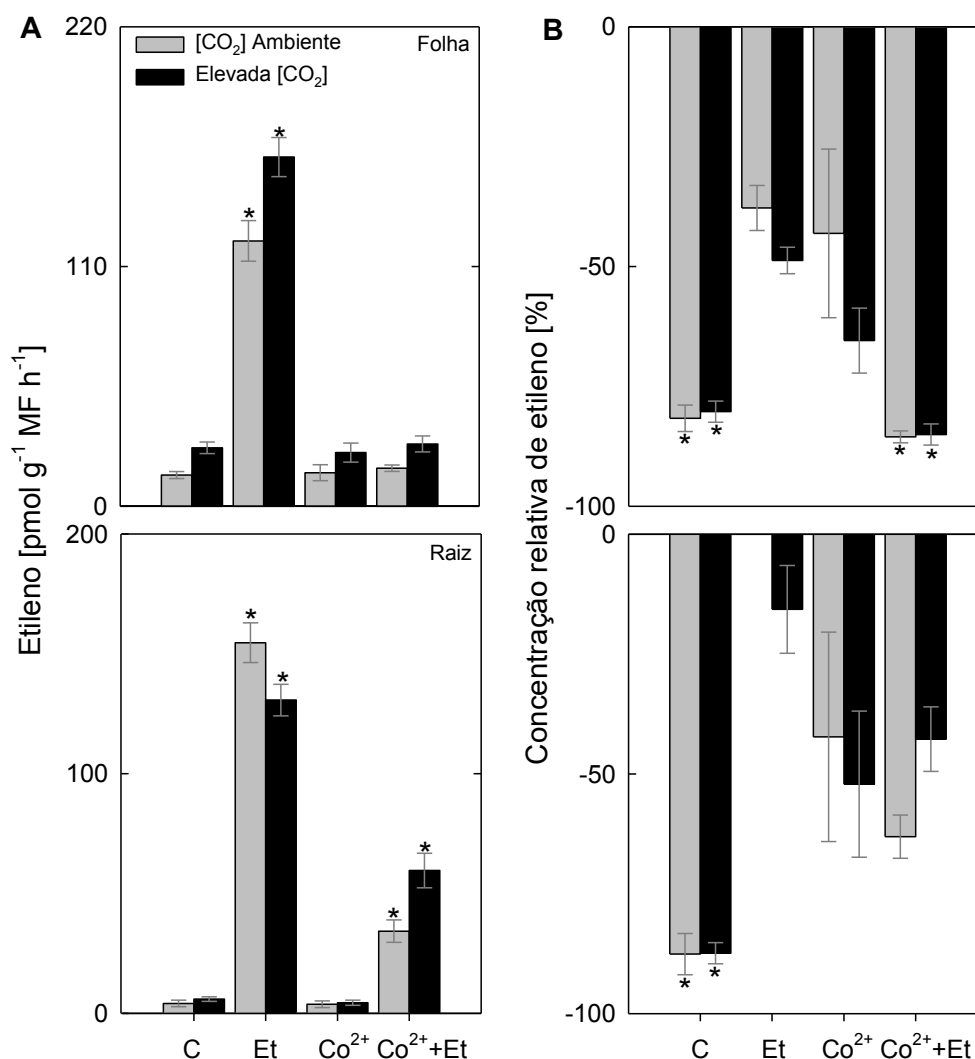 A
B
Etileno [pmol g⁻¹ MF h⁻¹]
220
110
0
[CO₂] Ambiente
Elevada [CO₂]
Folha
*
*
Concentração relativa de etileno [%]
0
-50
-100
*
*
*
*
200
100
0
Raiz
*
*
*
*
C Et Co²⁺ Co²⁺+Et
0
-50
-100
*
*
C Et Co²⁺ Co²⁺+Et